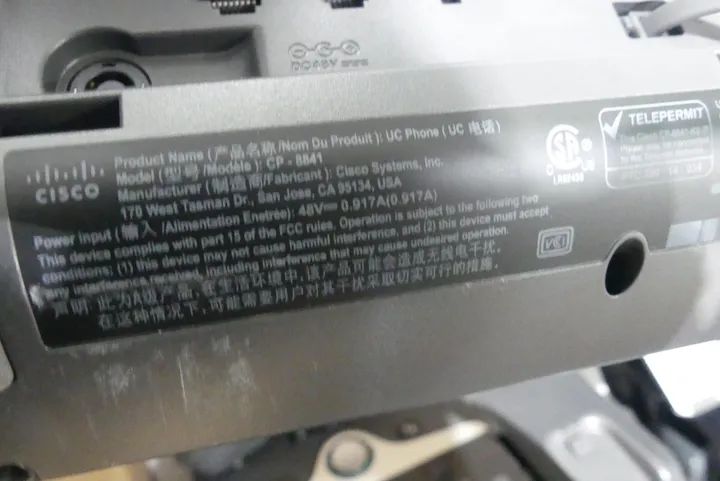 DC48V
CISCO
Product Name (产品名称/Nom Du Produit): UC Phone (UC 电话)
Model (型号/Modèle): CP - 8841
Manufacturer (制造商/Fabricant): Cisco Systems, Inc.
170 West Tasman Dr., San Jose, CA 95134, USA
Power input (输入/Alimentation Enetrée): 48V⎓ 0.917A(0.917A)
This device complies with part 15 of the FCC rules. Operation is subject to the following two
conditions: (1) this device may not cause harmful interference, and (2) this device must accept
any interference received, including interference that may cause undesired operation.
声明: 此为A级产品, 在生活环境中, 该产品可能会造成无线电干扰.
在这种情况下, 可能需要用户对其干扰采取切实可行的措施.
LR87439
VCI
TELEPERMIT